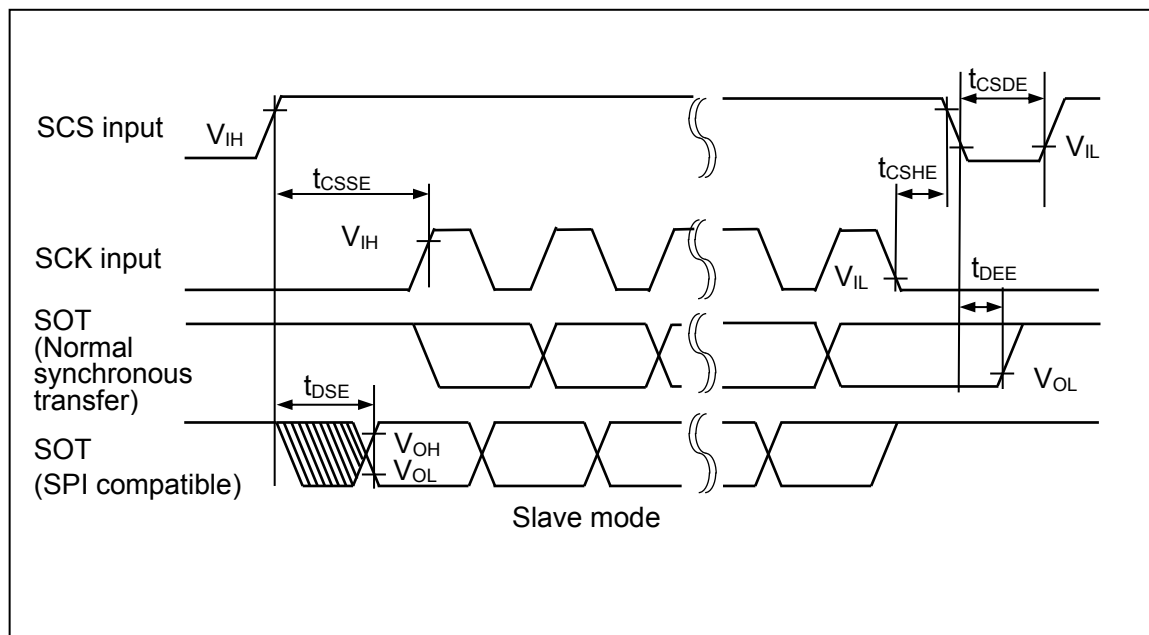 tCSDE
SCS input
VIH
VIL
tCSHE
tCSSE
VIH
SCK input
VIL
tDEE
SOT
(Normal
synchronous
transfer)
VOL
tDSE
SOT
(SPI compatible)
VOH
VOL
Slave mode